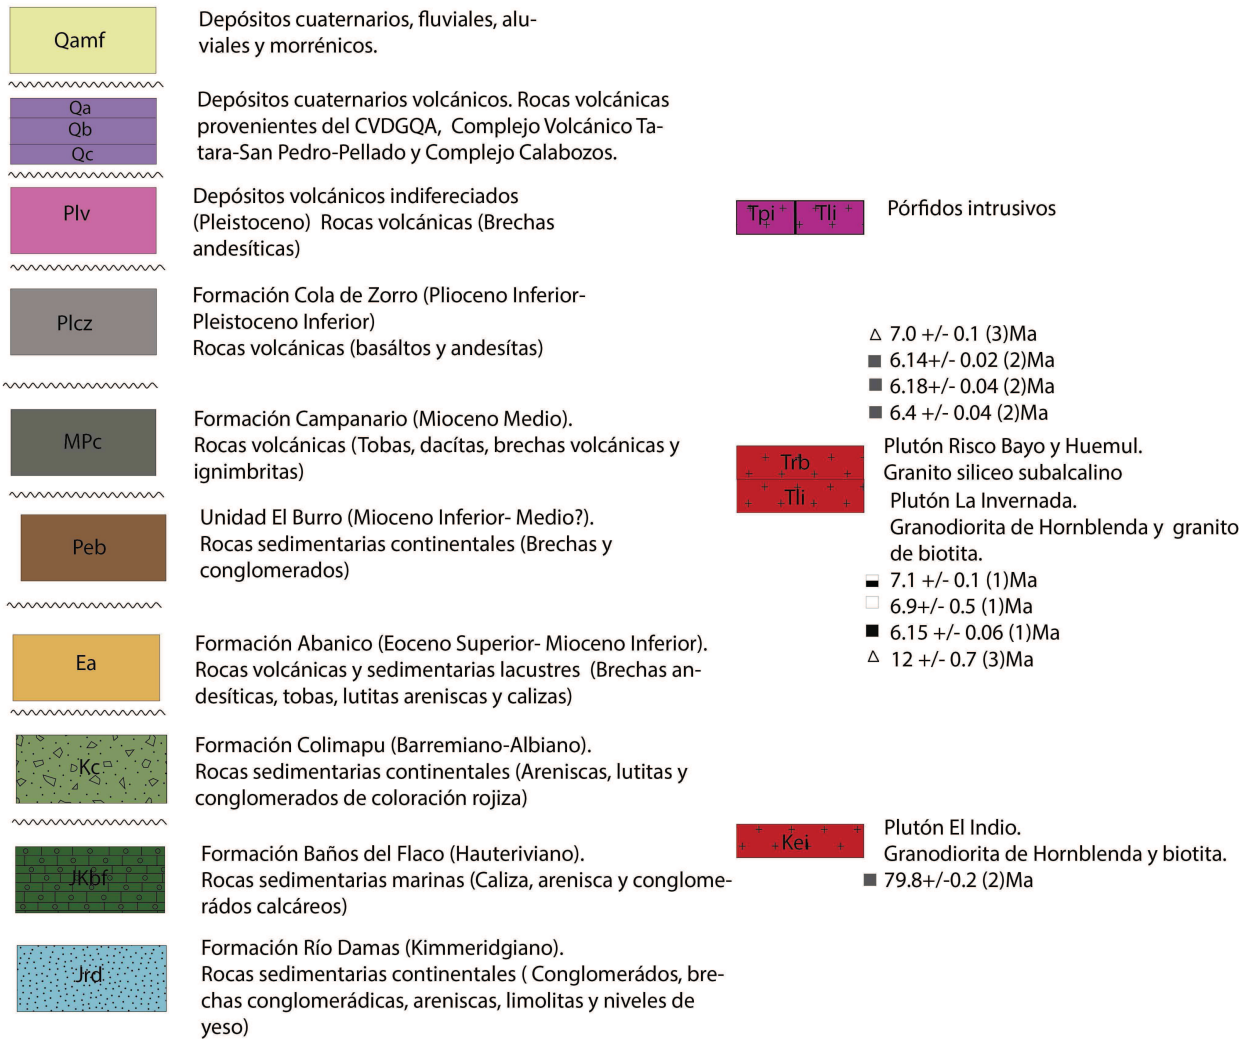 Qamf
Depósitos cuaternarios, fluviales, alu-
viales y morrénicos.
Qa
Qb
Qc
Depósitos cuaternarios volcánicos. Rocas volcánicas
provenientes del CVDGQA, Complejo Volcánico Ta-
tara-San Pedro-Pellado y Complejo Calabozos.
Plv
Depósitos volcánicos indifereciados
(Pleistoceno) Rocas volcánicas (Brechas
andesíticas)
Plcz
Formación Cola de Zorro (Plioceno Inferior-
Pleistoceno Inferior)
Rocas volcánicas (basáltos y andesítas)
MPc
Formación Campanario (Mioceno Medio).
Rocas volcánicas (Tobas, dacítas, brechas volcánicas y
ignimbritas)
Peb
Unidad El Burro (Mioceno Inferior- Medio?).
Rocas sedimentarias continentales (Brechas y
conglomerados)
Ea
Formación Abanico (Eoceno Superior- Mioceno Inferior).
Rocas volcánicas y sedimentarias lacustres (Brechas an-
desíticas, tobas, lutitas areniscas y calizas)
Kc
Formación Colimapu (Barremiano-Albiano).
Rocas sedimentarias continentales (Areniscas, lutitas y
conglomerados de coloración rojiza)
JKbf
Formación Baños del Flaco (Hauteriviano).
Rocas sedimentarias marinas (Caliza, arenisca y conglome-
rádos calcáreos)
Jrd
Formación Río Damas (Kimmeridgiano).
Rocas sedimentarias continentales ( Conglomerádos, bre-
chas conglomerádicas, areniscas, limolitas y niveles de
yeso)
Tpi Tli
Pórfidos intrusivos
7.0 +/- 0.1 (3)Ma
6.14+/- 0.02 (2)Ma
6.18+/- 0.04 (2)Ma
6.4 +/- 0.04 (2)Ma
Trb
Plutón Risco Bayo y Huemul.
Granito siliceo subalcalino
Tli
Plutón La Invernada.
Granodiorita de Hornblenda y granito
de biotita.
7.1 +/- 0.1 (1)Ma
6.9+/- 0.5 (1)Ma
6.15 +/- 0.06 (1)Ma
12 +/- 0.7 (3)Ma
Kei
Plutón El Indio.
Granodiorita de Hornblenda y biotita.
79.8+/-0.2 (2)Ma